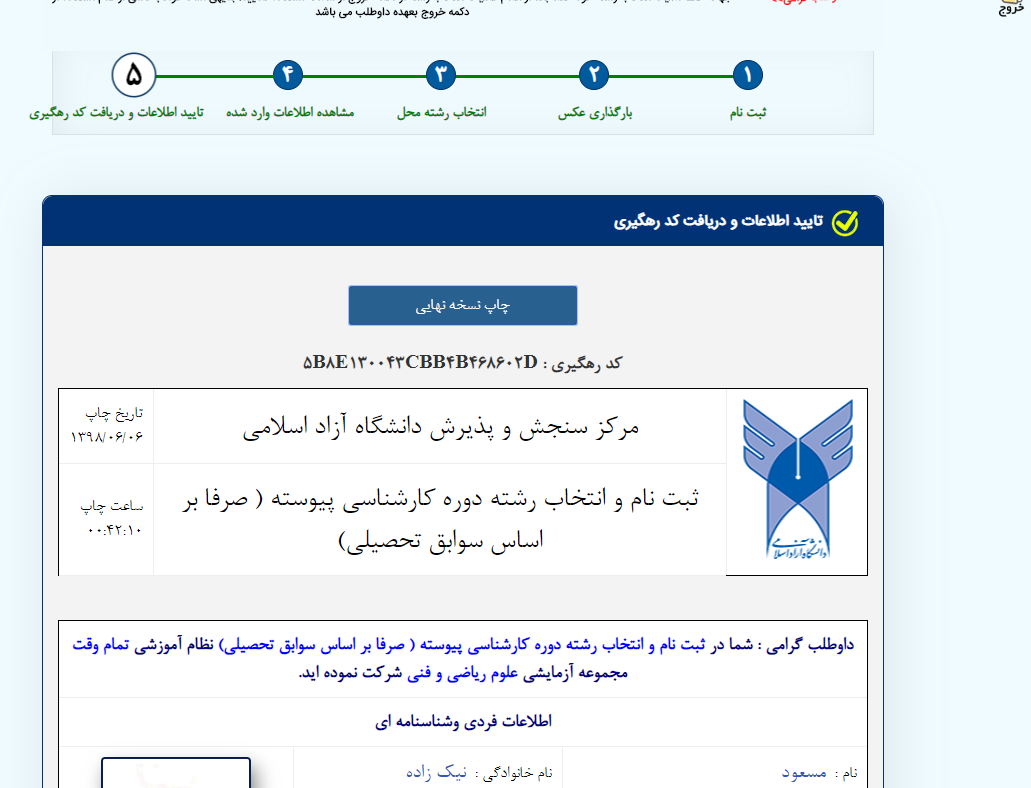 خروج
دکمه خروج بعهده داوطلب می باشد
۱
۲
۳
۴
۵
ثبت نام
بارگذاری عکس
انتخاب رشته محل
مشاهده اطلاعات وارد شده
تایید اطلاعات و دریافت کد رهگیری
تایید اطلاعات و دریافت کد رهگیری
چاپ نسخه نهایی
کد رهگیری : ۵B۸E۱۳۰۰۴۳CBB۴B۴۶۸۶۰۲D
دانشگاه آزاد اسلامی
مرکز سنجش و پذیرش دانشگاه آزاد اسلامی
تاریخ چاپ
۱۳۹۸/۰۶/۰۶
ثبت نام و انتخاب رشته دوره کارشناسی پیوسته ( صرفا بر
اساس سوابق تحصیلی)
ساعت چاپ
۰۰:۴۲:۱۰
داوطلب گرامی : شما در ثبت نام و انتخاب رشته دوره کارشناسی پیوسته ( صرفا بر اساس سوابق تحصیلی) نظام آموزشی تمام وقت
مجموعه آزمایشی علوم ریاضی و فنی شرکت نموده اید.
اطلاعات فردی وشناسنامه ای
نام : مسعود
نام خانوادگی : نیک زاده